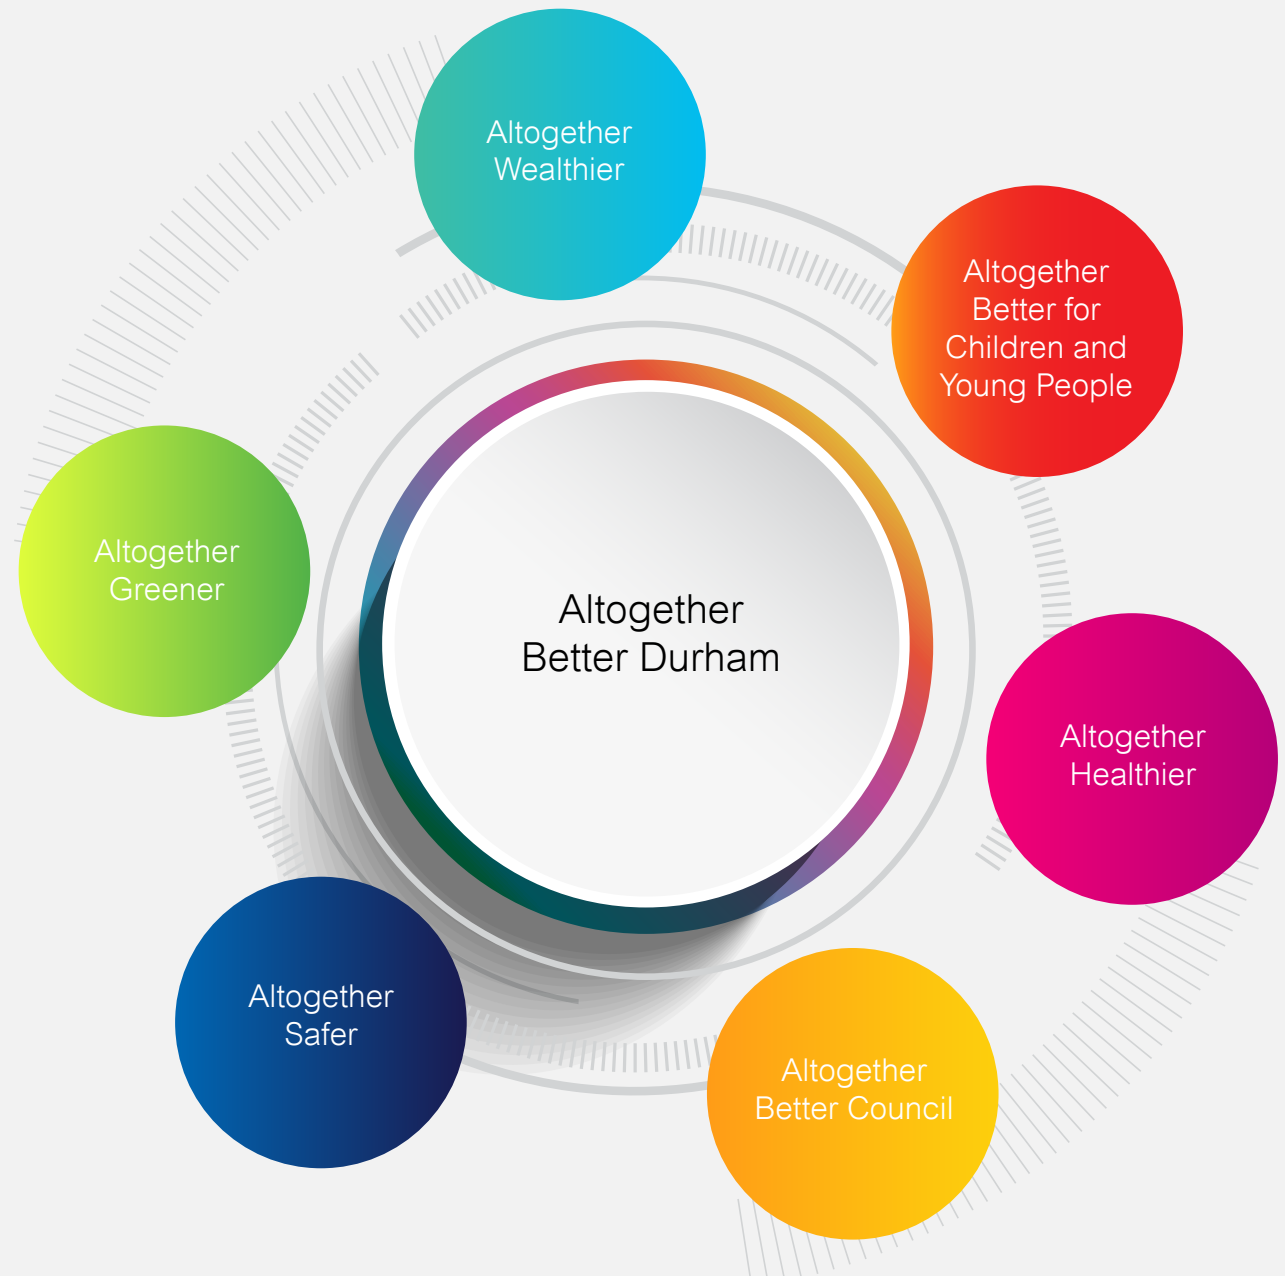 Altogether
Wealthier
Altogether
Better for
Children and
Young People
Altogether
Greener
Altogether
Better Durham
Altogether
Healthier
Altogether
Safer
Altogether
Better Council